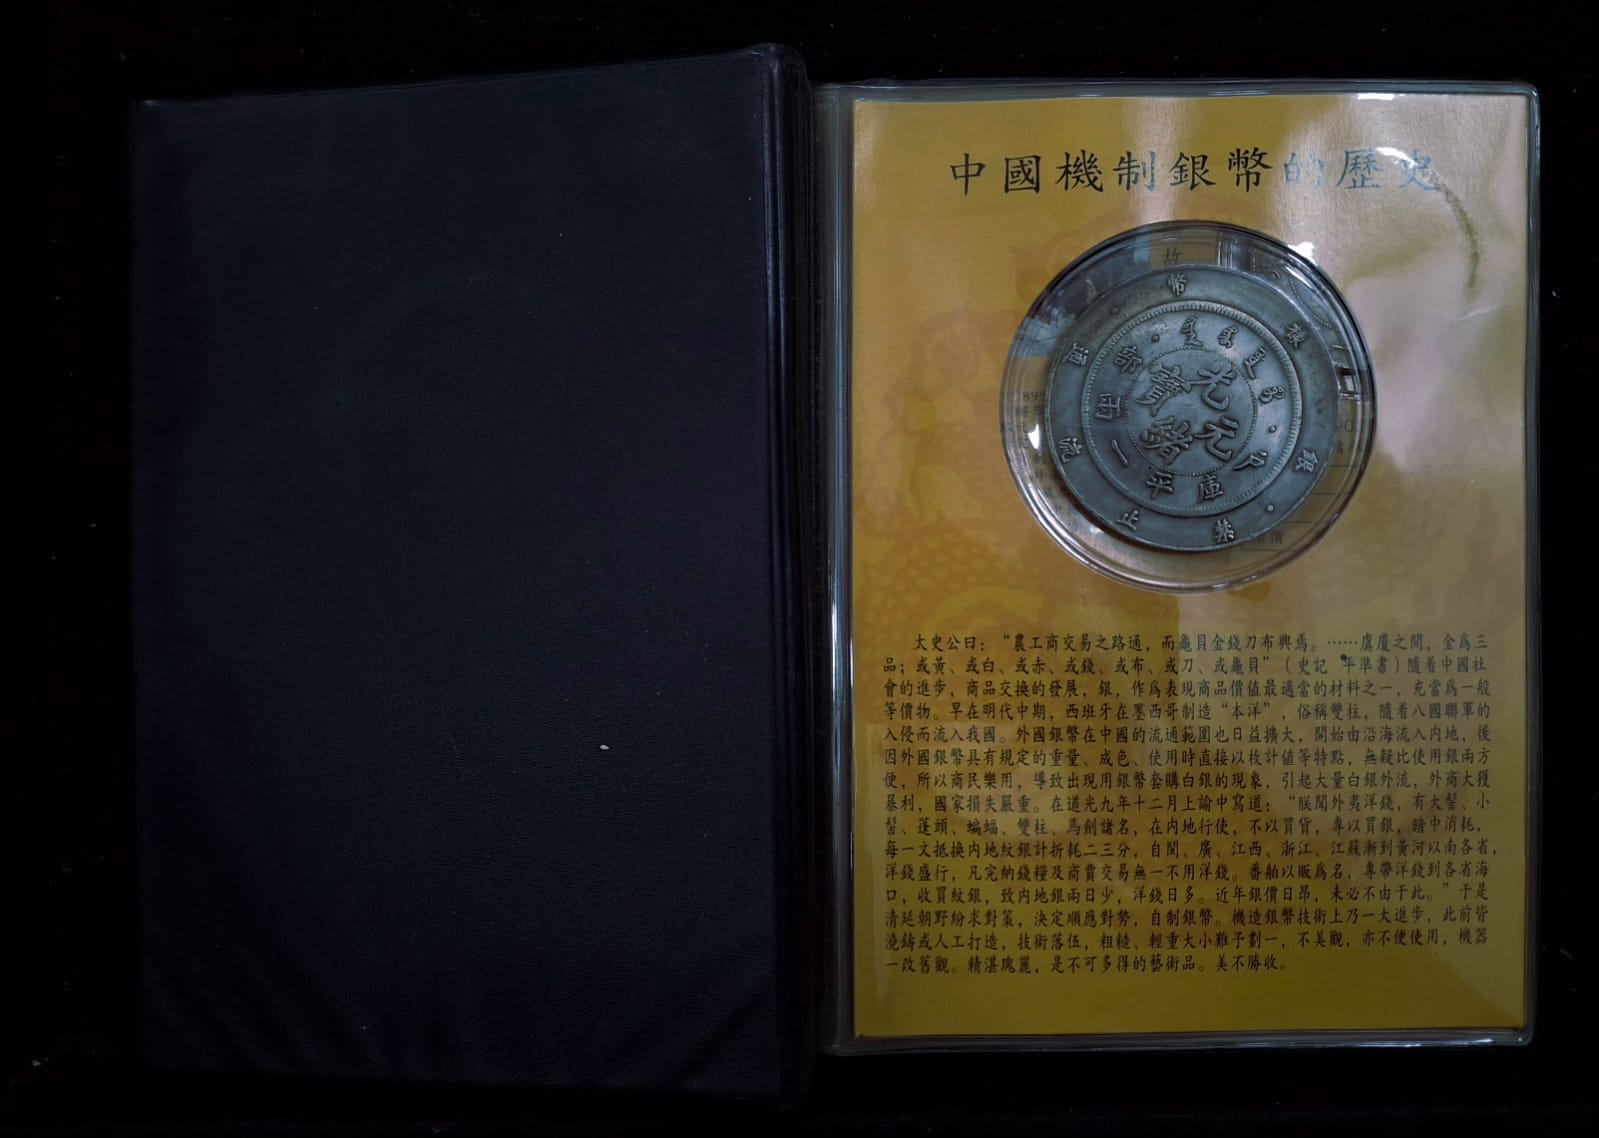 中國機制銀幣的歷史
故
幣
樣
銀
禁
止
流
通
部
造
戶
庫
平
一
兩
光元
寶緒
太史公曰：“農工商交易之路通，而龜貝金錢刀布興焉。……虞廈之間，金爲三
品；或黃、或白、或赤、或錢、或布、或刀、或龜貝”（史記 平準書）隨着中國社
會的進步，商品交換的發展，銀，作爲表現商品價值最適當的材料之一，充當爲一般
等價物。早在明代中期，西班牙在墨西哥制造“本洋”，俗稱雙柱，隨着八國聯軍的
入侵而流入我國。外國銀幣在中國的流通範圍也日益擴大，開始由沿海流入内地，後
因外國銀幣具有規定的重量、成色、使用時直接以枚計值等特點，無疑比使用銀兩方
便，所以商民樂用，導致出現用銀幣套購白銀的現象，引起大量白銀外流，外商大獲
暴利，國家損失嚴重。在道光九年十二月上諭中寫道：“朕聞外夷洋錢，有大髻、小
髻、蓬頭、蝙蝠、雙柱、馬劍諸名，在内地行使，不以買貨，專以買銀，暗中消耗，
每一文抵换内地紋銀計折耗二三分，自閩、廣、江西、浙江、江蘇漸到黃河以南各省，
洋錢盛行，凡完納錢糧及商賈交易無一不用洋錢。番舶以販爲名，專帶洋錢到各省海
口，收買紋銀，致内地銀兩日少，洋錢日多。近年銀價日昂，未必不由于此。”于是
清延朝野紛求對策，決定順應對勢，自制銀幣。機造銀幣技術上乃一大進步，此前皆
澆鑄或人工打造，技術落伍，粗糙、輕重大小難予劃一，不美觀，亦不便使用，機器
一改舊觀。精湛瑰麗，是不可多得的藝術品。美不勝收。